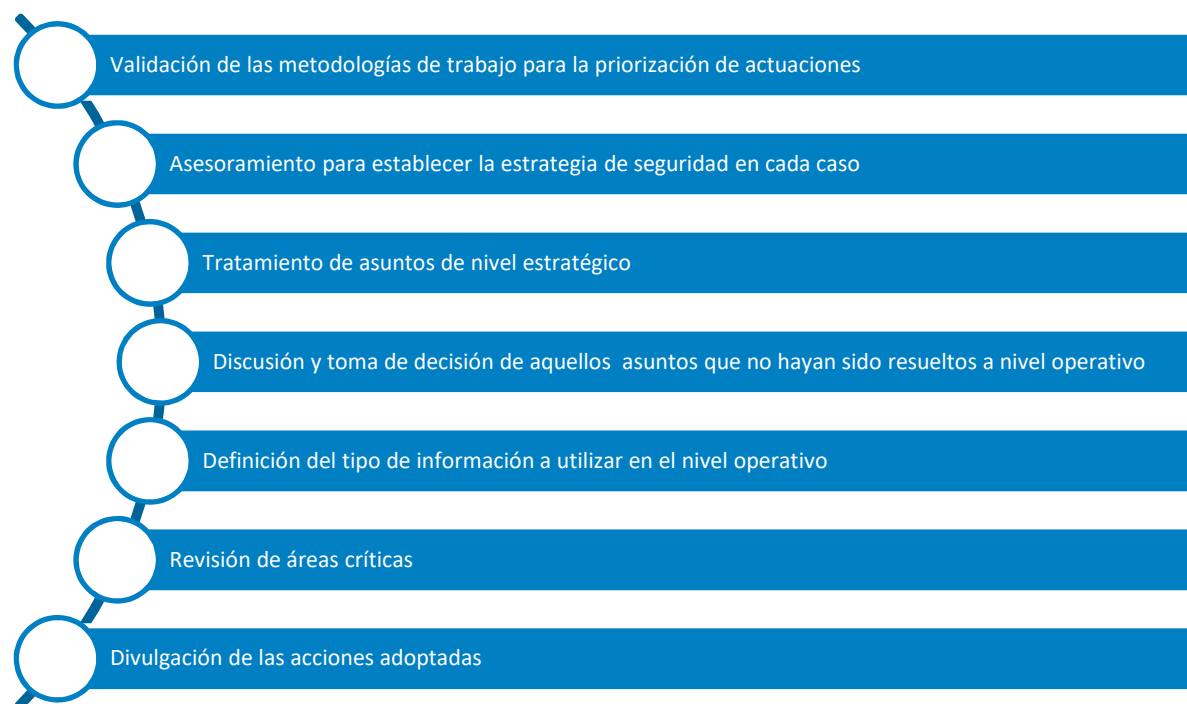 Validación de las metodologías de trabajo para la priorización de actuaciones
Asesoramiento para establecer la estrategia de seguridad en cada caso
Tratamiento de asuntos de nivel estratégico
Discusión y toma de decisión de aquellos  asuntos que no hayan sido resueltos a nivel operativo
Definición del tipo de información a utilizar en el nivel operativo
Revisión de áreas críticas
Divulgación de las acciones adoptadas